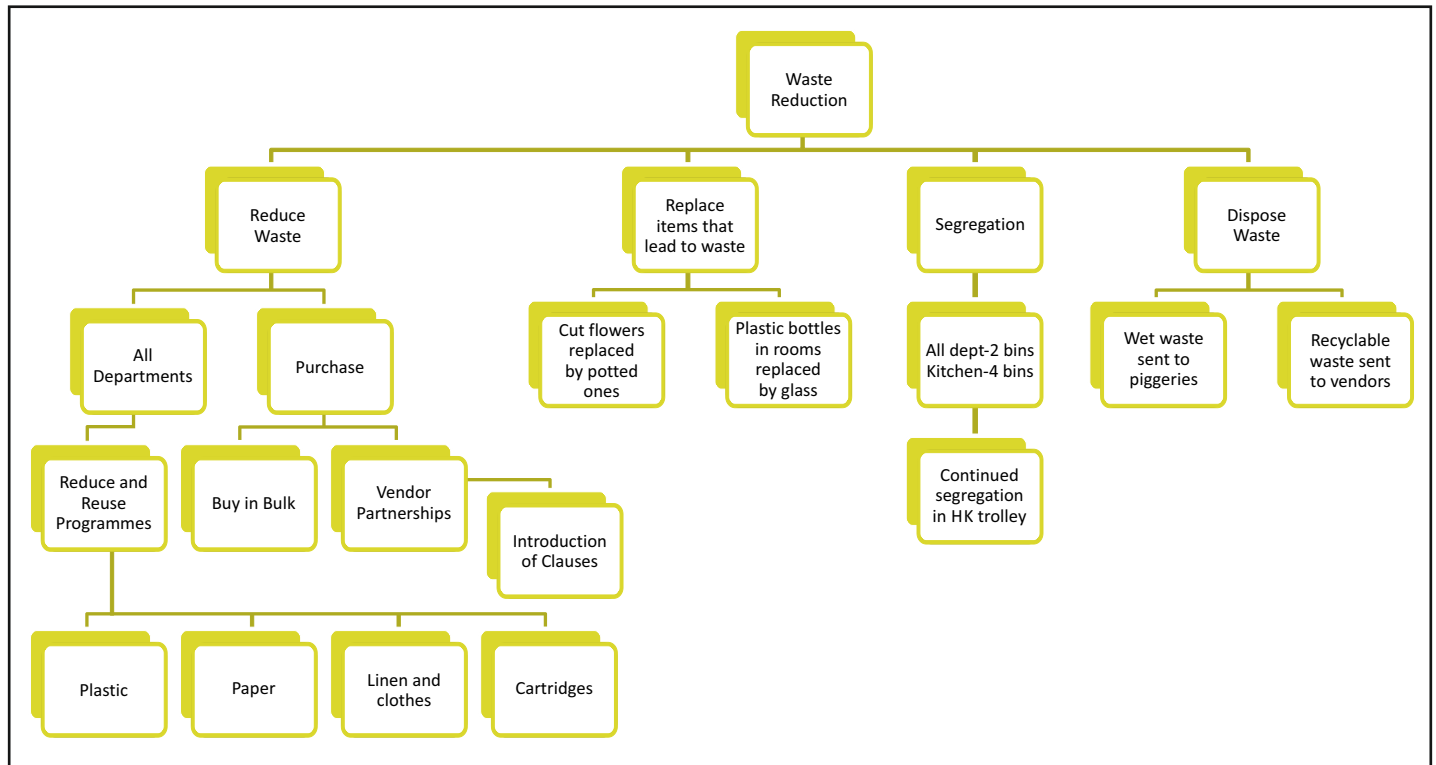 Waste
Reduction
Reduce
Waste
Replace
items that
lead to waste
Segregation
Dispose
Waste
All
Departments
Purchase
Cut flowers
replaced
by potted
ones
Plastic bottles
in rooms
replaced
by glass
All dept-2 bins
Kitchen-4 bins
Wet waste
sent to
piggeries
Recyclable
waste sent
to vendors
Reduce and
Reuse
Programmes
Buy in Bulk
Vendor
Partnerships
Introduction
of Clauses
Continued
segregation
in HK trolley
Plastic
Paper
Linen and
clothes
Cartridges